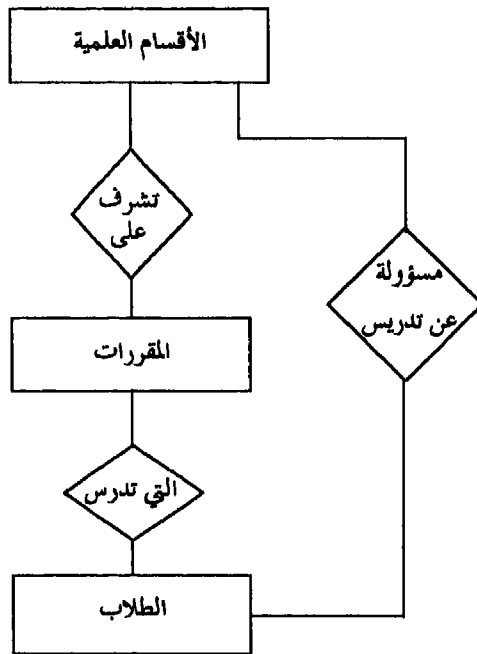 الأقسام العلمية
تشرف
على
مسؤولة
عن تدريس
المقررات
التي تدرس
الطلاب